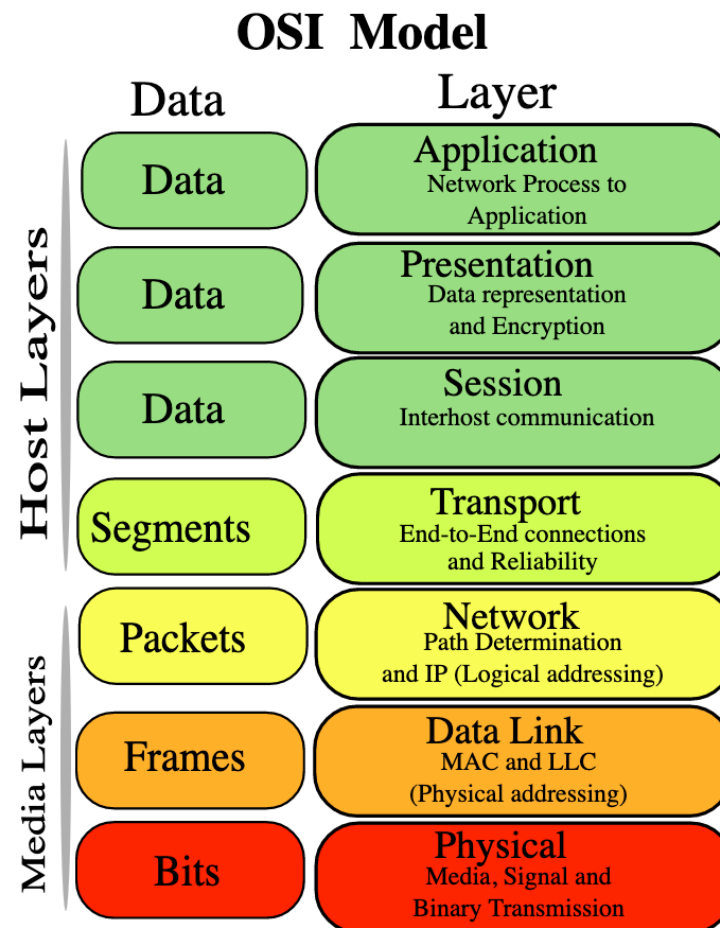 OSI Model
Data
Layer
Host Layers
Data
Application
Network Process to
Application
Data
Presentation
Data representation
and Encryption
Data
Session
Interhost communication
Segments
Transport
End-to-End connections
and Reliability
Media Layers
Packets
Network
Path Determination
and IP (Logical addressing)
Frames
Data Link
MAC and LLC
(Physical addressing)
Bits
Physical
Media, Signal and
Binary Transmission